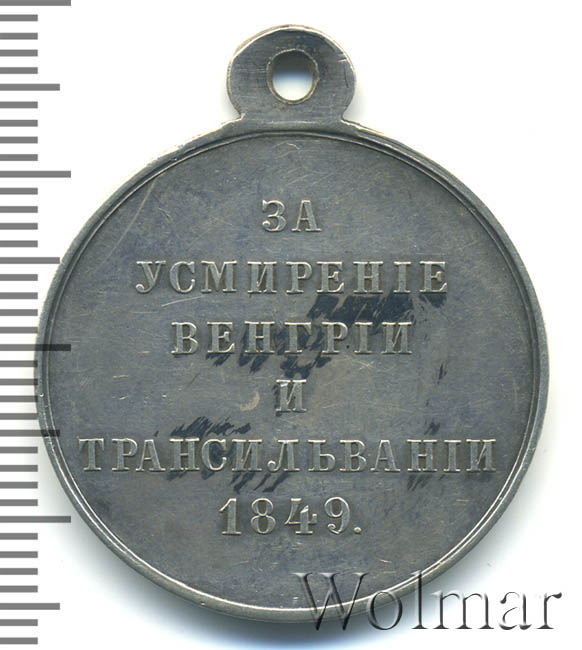 ЗА
УСМИРЕНІЕ
ВЕНГРІИ
И
ТРАНСИЛЬВАНІИ
1849.
Wolmar